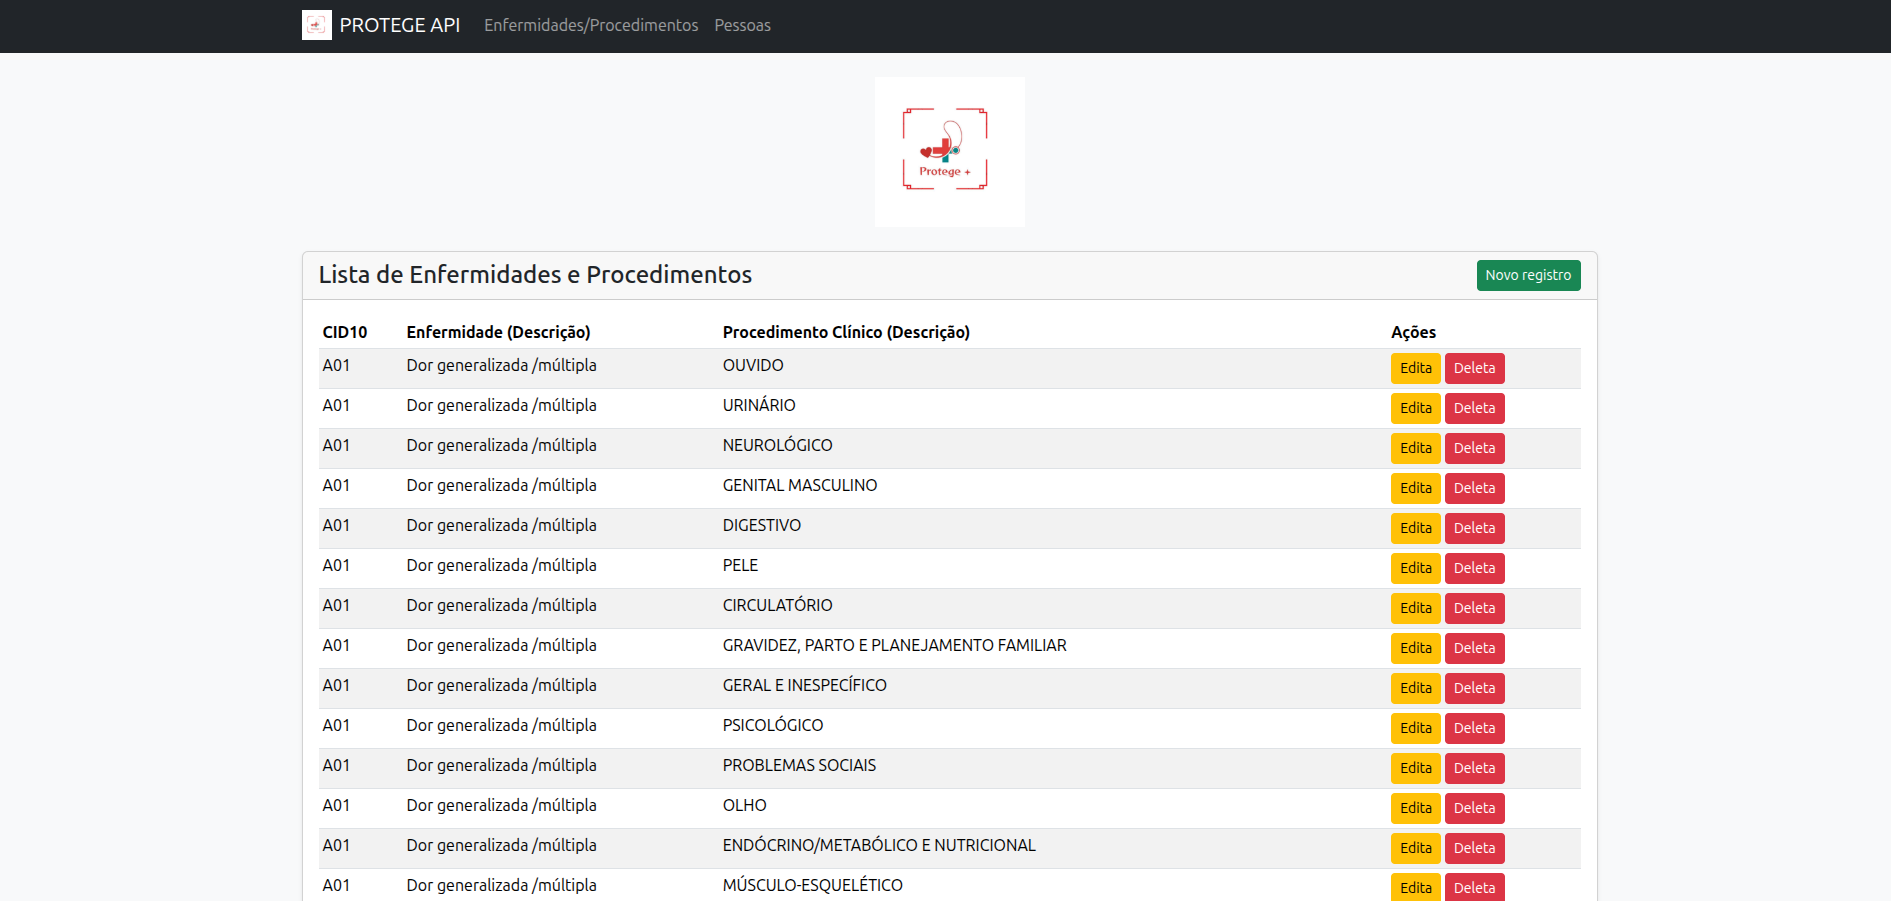 PROTEGE API Enfermidades/Procedimentos Pessoas
Protege +
Lista de Enfermidades e Procedimentos Novo registro
CID10 Enfermidade (Descrição) Procedimento Clínico (Descrição) Ações
A01 Dor generalizada /múltipla OUVIDO Edita Deleta
A01 Dor generalizada /múltipla URINÁRIO Edita Deleta
A01 Dor generalizada /múltipla NEUROLÓGICO Edita Deleta
A01 Dor generalizada /múltipla GENITAL MASCULINO Edita Deleta
A01 Dor generalizada /múltipla DIGESTIVO Edita Deleta
A01 Dor generalizada /múltipla PELE Edita Deleta
A01 Dor generalizada /múltipla CIRCULATÓRIO Edita Deleta
A01 Dor generalizada /múltipla GRAVIDEZ, PARTO E PLANEJAMENTO FAMILIAR Edita Deleta
A01 Dor generalizada /múltipla GERAL E INESPECÍFICO Edita Deleta
A01 Dor generalizada /múltipla PSICOLÓGICO Edita Deleta
A01 Dor generalizada /múltipla PROBLEMAS SOCIAIS Edita Deleta
A01 Dor generalizada /múltipla OLHO Edita Deleta
A01 Dor generalizada /múltipla ENDÓCRINO/METABÓLICO E NUTRICIONAL Edita Deleta
A01 Dor generalizada /múltipla MÚSCULO-ESQUELÉTICO Edita Deleta